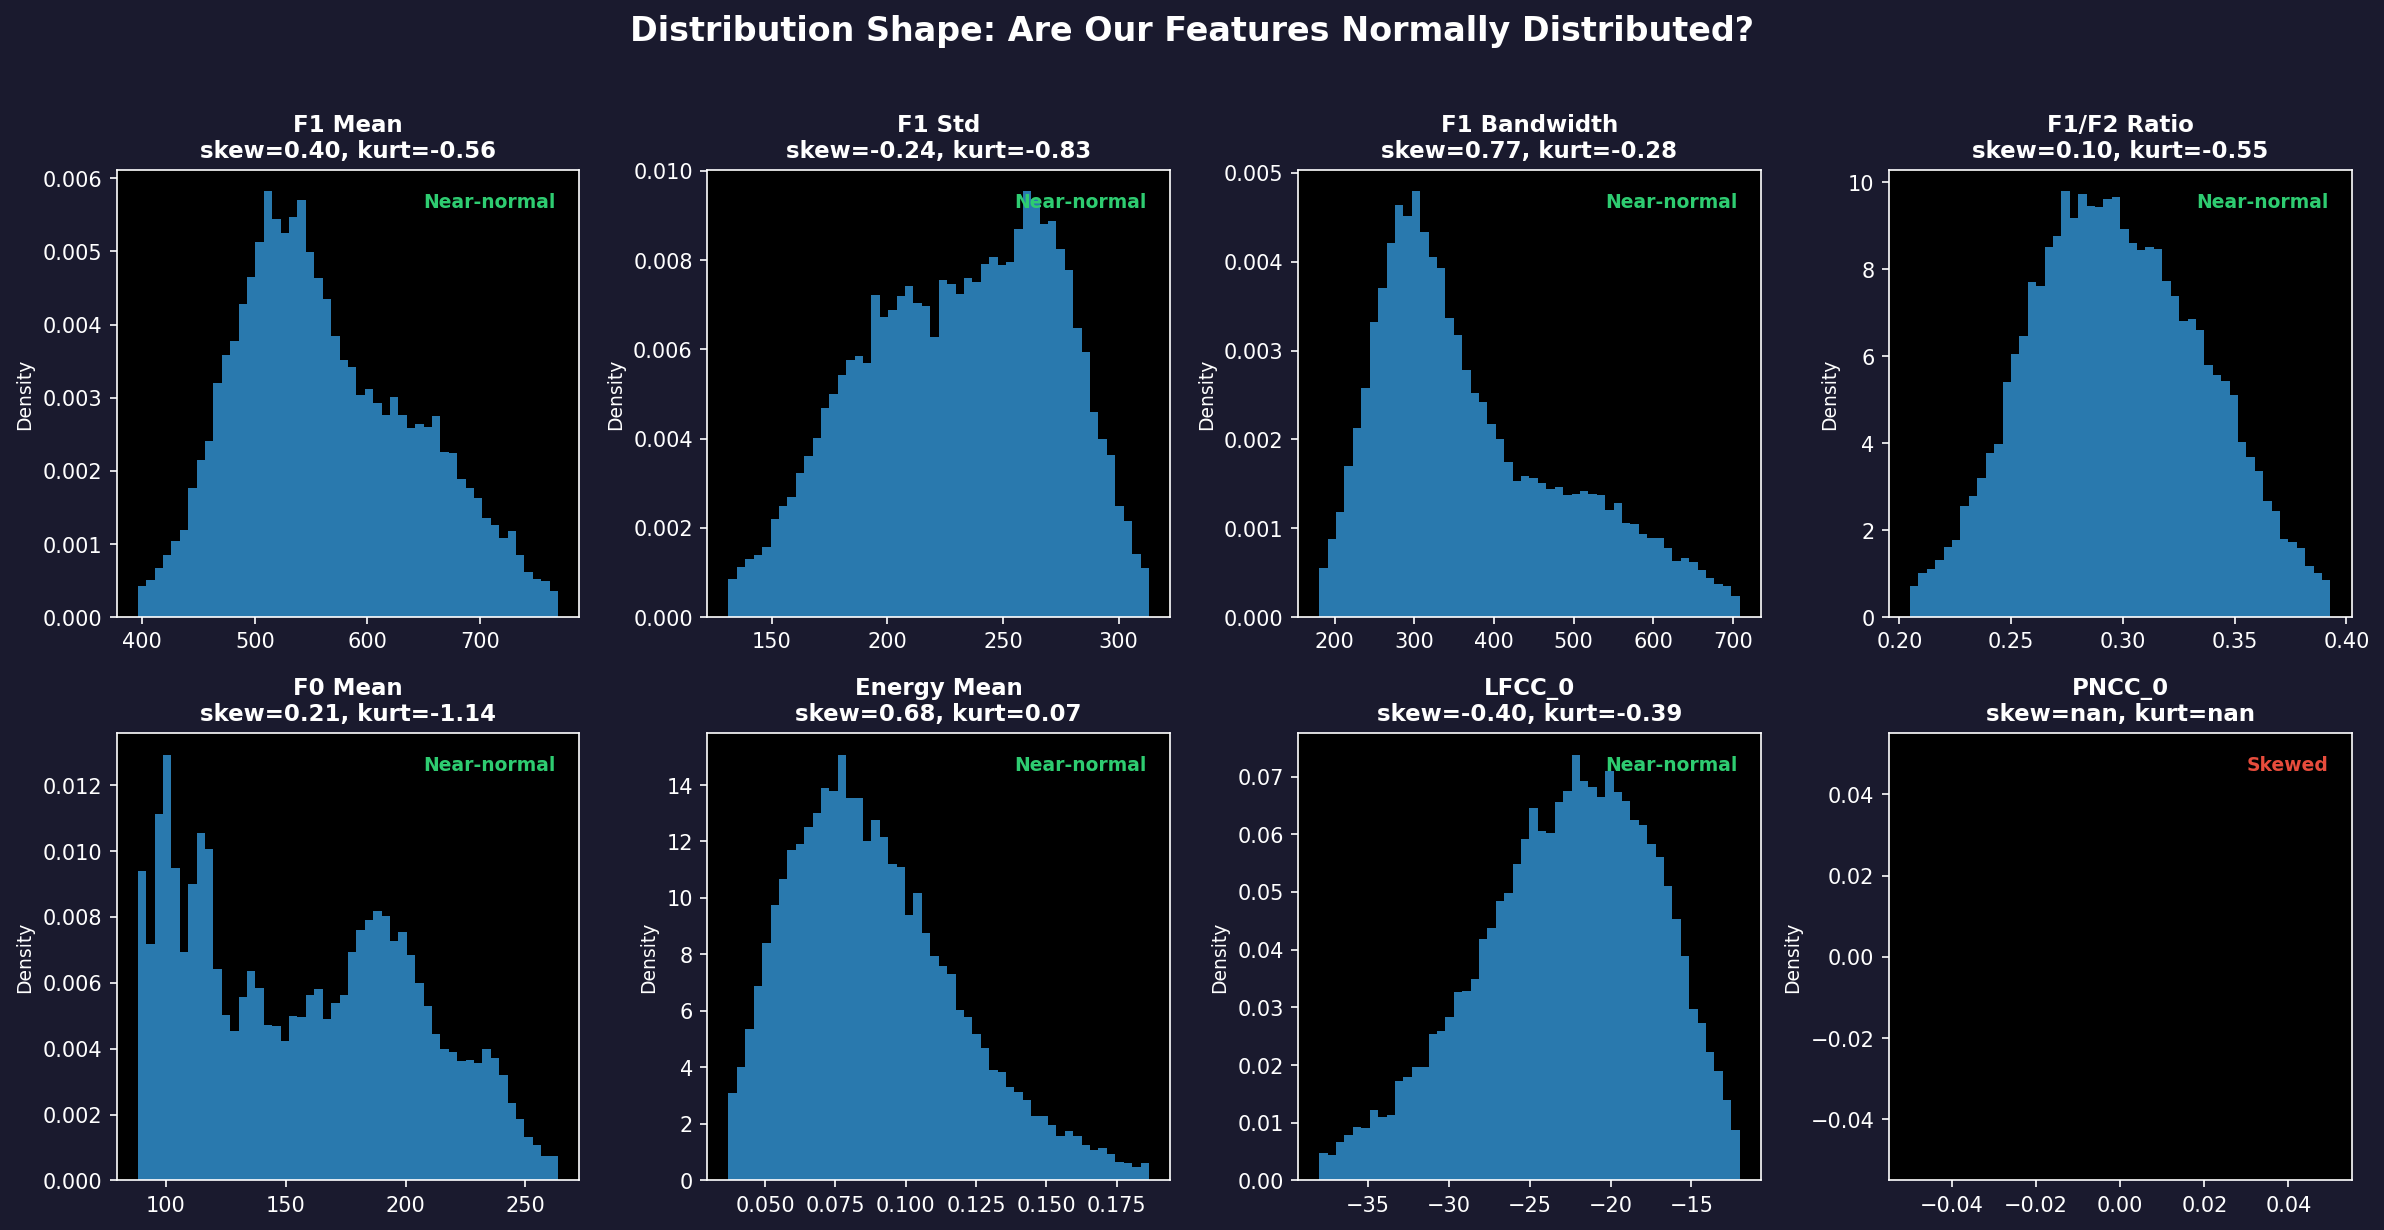 Distribution Shape: Are Our Features Normally Distributed?
F1 Mean
skew=0.40, kurt=-0.56
Near-normal
Density
0.006
0.005
0.004
0.003
0.002
0.001
0.000
400 500 600 700
F1 Std
skew=-0.24, kurt=-0.83
Near-normal
Density
0.010
0.008
0.006
0.004
0.002
0.000
150 200 250 300
F1 Bandwidth
skew=0.77, kurt=-0.28
Near-normal
Density
0.005
0.004
0.003
0.002
0.001
0.000
200 300 400 500 600 700
F1/F2 Ratio
skew=0.10, kurt=-0.55
Near-normal
Density
10
8
6
4
2
0
0.20 0.25 0.30 0.35 0.40
F0 Mean
skew=0.21, kurt=-1.14
Near-normal
Density
0.012
0.010
0.008
0.006
0.004
0.002
0.000
100 150 200 250
Energy Mean
skew=0.68, kurt=0.07
Near-normal
Density
14
12
10
8
6
4
2
0
0.050 0.075 0.100 0.125 0.150 0.175
LFCC_0
skew=-0.40, kurt=-0.39
Near-normal
Density
0.07
0.06
0.05
0.04
0.03
0.02
0.01
0.00
−35 −30 −25 −20 −15
PNCC_0
skew=nan, kurt=nan
Skewed
Density
0.04
0.02
0.00
−0.02
−0.04
−0.04 −0.02 0.00 0.02 0.04